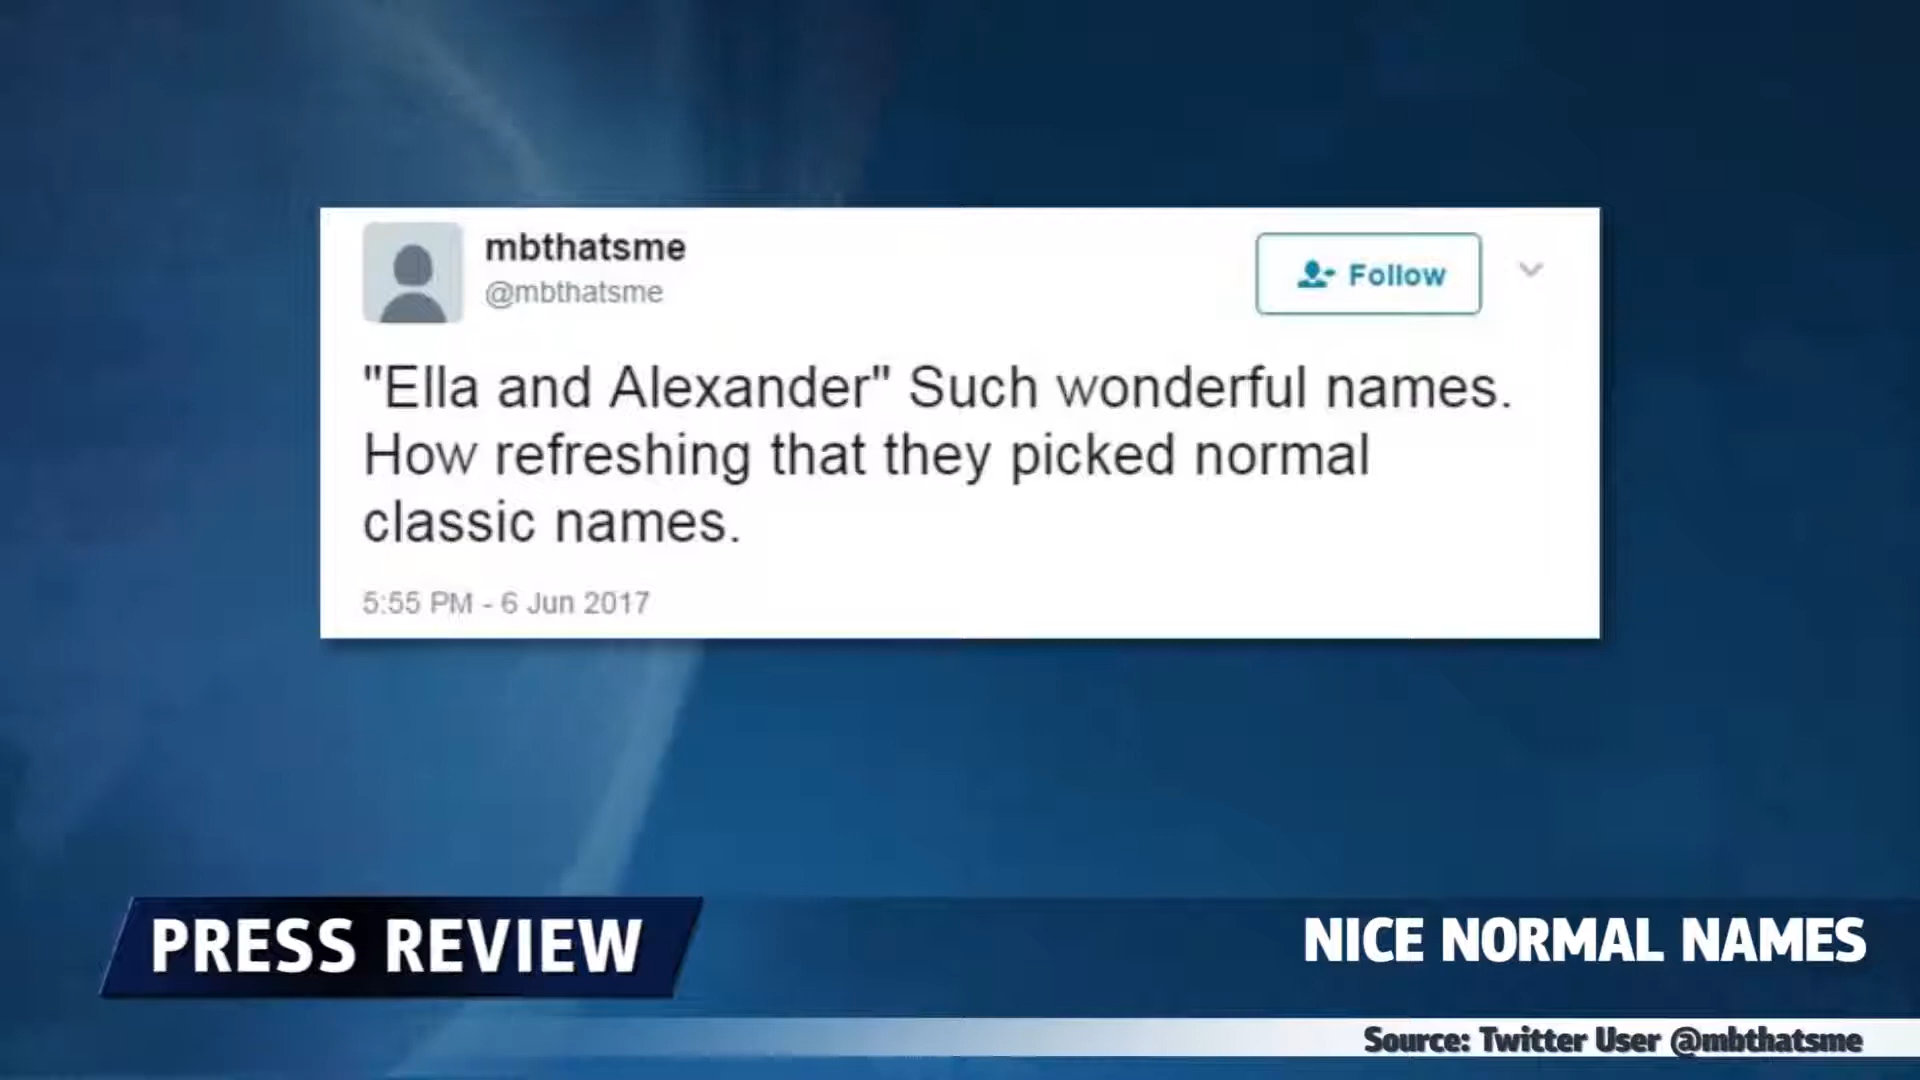 mbthatsme
@mbthatsme
Follow
"Ella and Alexander" Such wonderful names.
How refreshing that they picked normal
classic names.
5:55 PM - 6 Jun 2017
PRESS REVIEW
NICE NORMAL NAMES
Source: Twitter User @mbthatsme